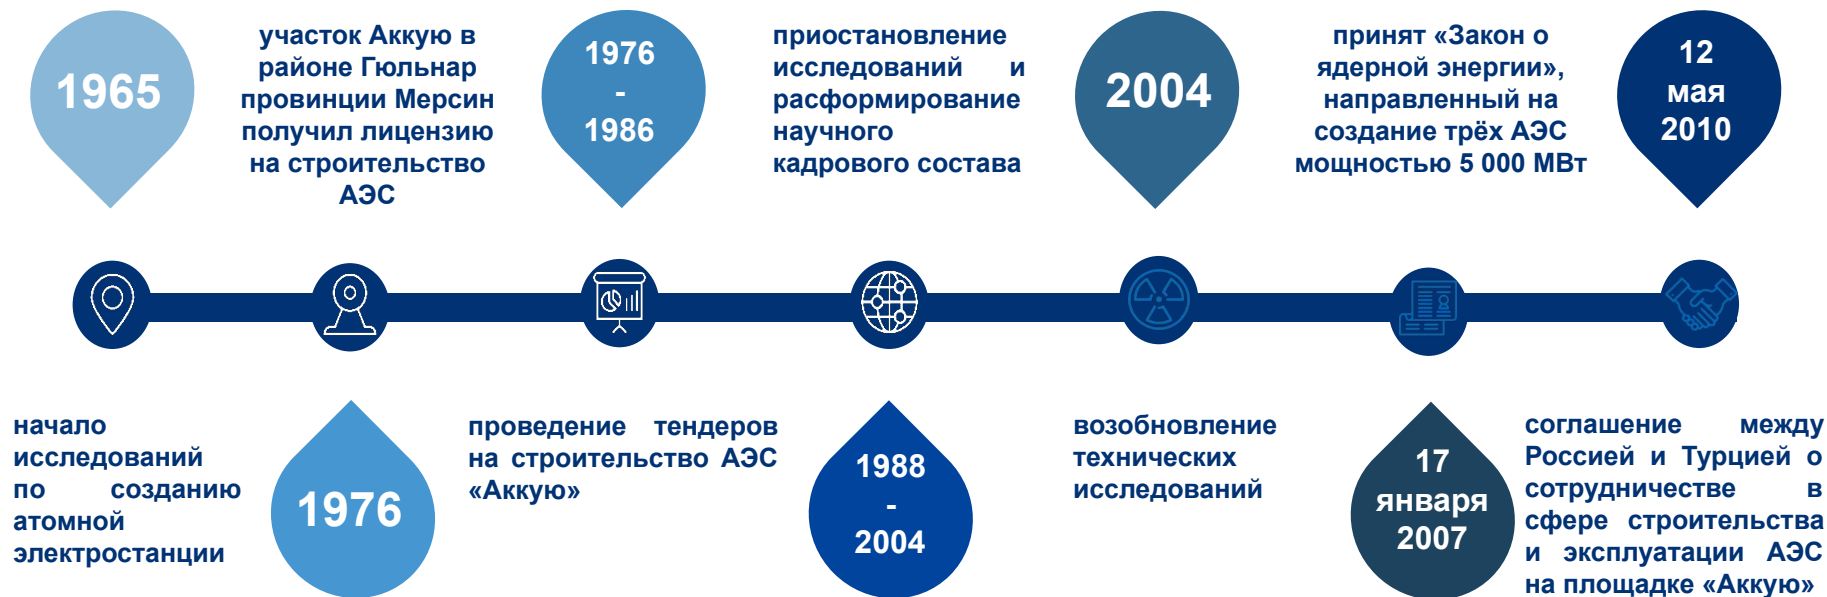 1965
начало
исследований
по созданию
атомной
электростанции
участок Аккую в
районе Гюльнар
провинции Мерсин
получил лицензию
на строительство
АЭС
1976
1976
-
1986
проведение тендеров
на строительство АЭС
«Аккую»
приостановление
исследований и
расформирование
научного
кадрового состава
1988
-
2004
2004
возобновление
технических
исследований
принят «Закон о
ядерной энергии»,
направленный на
создание трёх АЭС
мощностью 5 000 МВт
17
января
2007
12
мая
2010
соглашение между
Россией и Турцией о
сотрудничестве в
сфере строительства
и эксплуатации АЭС
на площадке «Аккую»